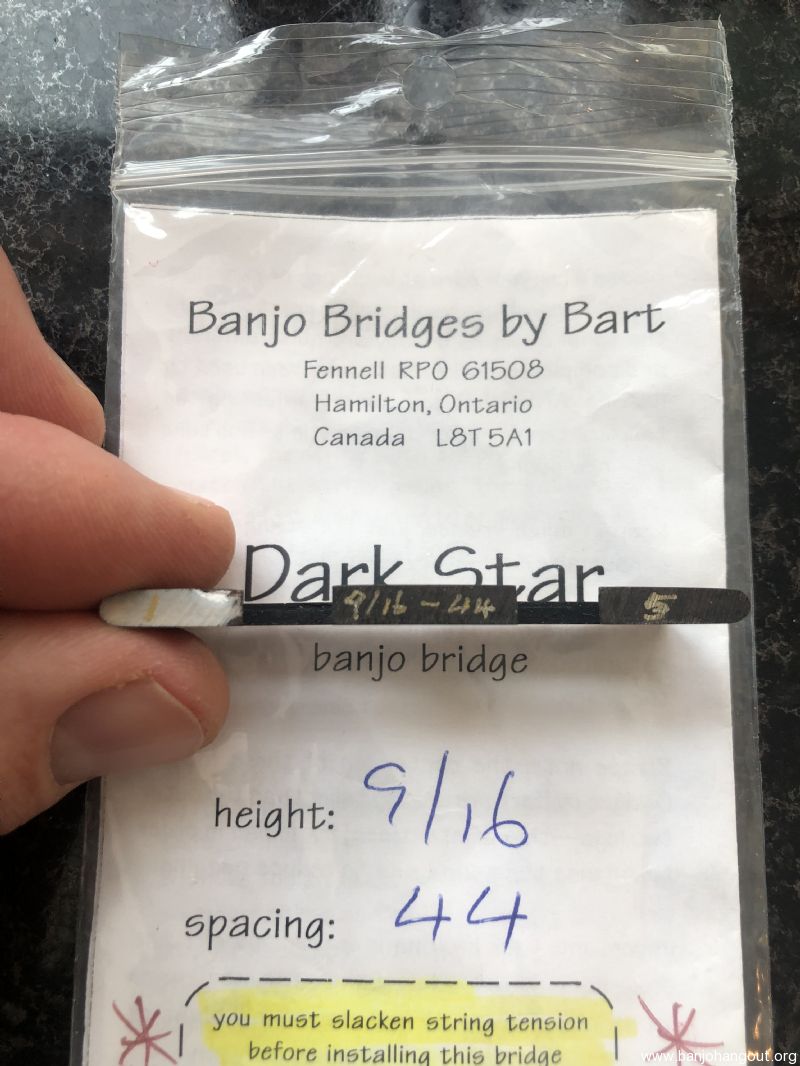 Banjo Bridges by Bart
Fennell RPO 61508
Hamilton, Ontario
Canada L8T 5A1
Dark Star
1 9/16 - 44 5
banjo bridge
height: 9/16
spacing: 44
you must slacken string tension
before installing this bridge
www.banjohangout.org